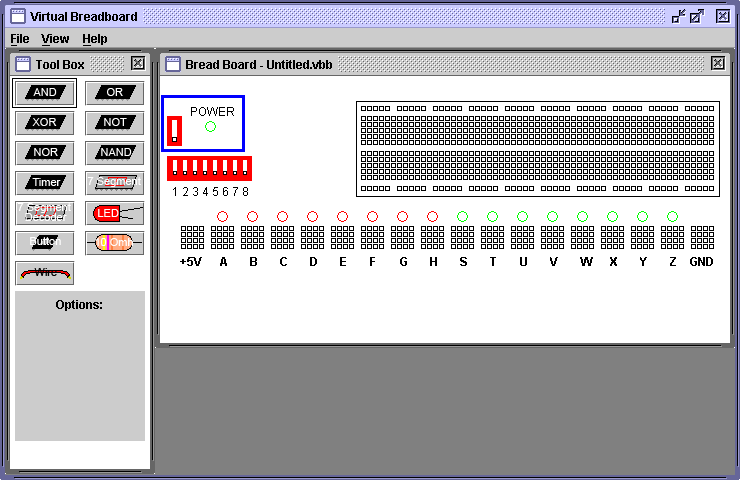 Virtual Breadboard
File View Help
Tool Box
AND OR
XOR NOT
NOR NAND
Timer 7 Segment
7 Segment Decoder LED
Button 10 Omh
Wire
Options:
Bread Board - Untitled.vbb
POWER
1 2 3 4 5 6 7 8
+5V A B C D E F G H S T U V W X Y Z GND